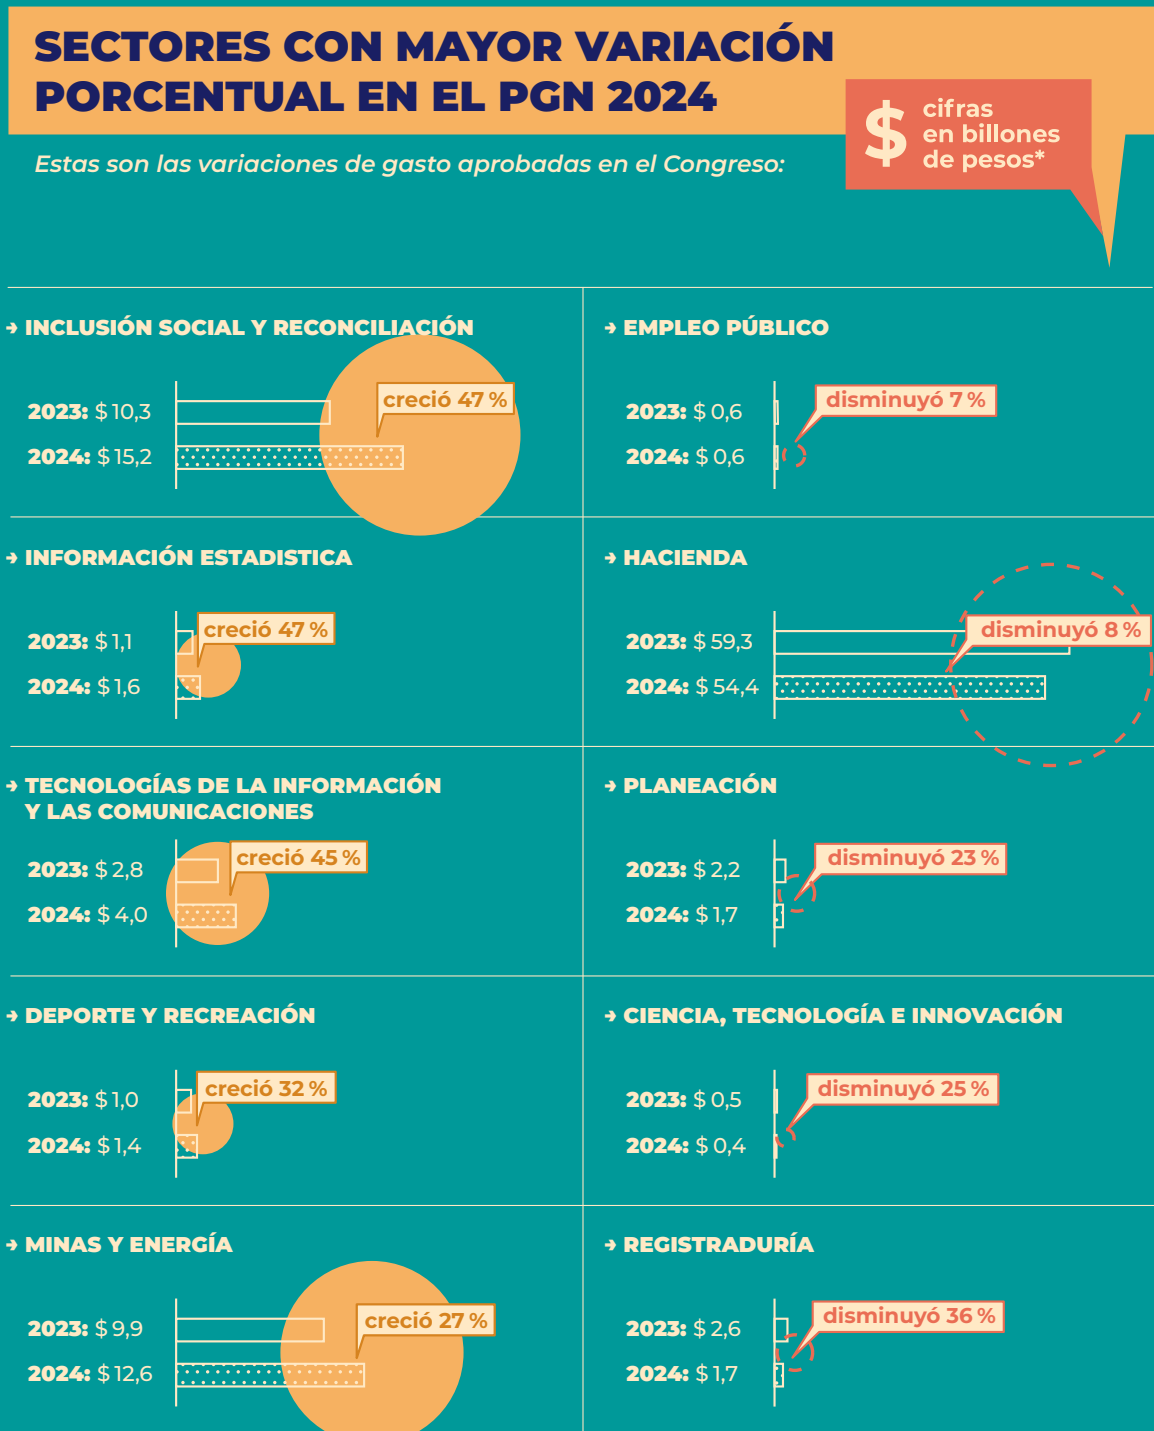 SECTORES CON MAYOR VARIACIÓN
PORCENTUAL EN EL PGN 2024
$ cifras
en billones
de pesos*
Estas son las variaciones de gasto aprobadas en el Congreso:
INCLUSIÓN SOCIAL Y RECONCILIACIÓN
creció 47 %
2023: $ 10,3
2024: $ 15,2
EMPLEO PÚBLICO
disminuyó 7 %
2023: $ 0,6
2024: $ 0,6
INFORMACIÓN ESTADISTICA
creció 47 %
2023: $ 1,1
2024: $ 1,6
HACIENDA
disminuyó 8 %
2023: $ 59,3
2024: $ 54,4
TECNOLOGÍAS DE LA INFORMACIÓN
Y LAS COMUNICACIONES
creció 45 %
2023: $ 2,8
2024: $ 4,0
PLANEACIÓN
disminuyó 23 %
2023: $ 2,2
2024: $ 1,7
DEPORTE Y RECREACIÓN
creció 32 %
2023: $ 1,0
2024: $ 1,4
CIENCIA, TECNOLOGÍA E INNOVACIÓN
disminuyó 25 %
2023: $ 0,5
2024: $ 0,4
MINAS Y ENERGÍA
creció 27 %
2023: $ 9,9
2024: $ 12,6
REGISTRADURÍA
disminuyó 36 %
2023: $ 2,6
2024: $ 1,7